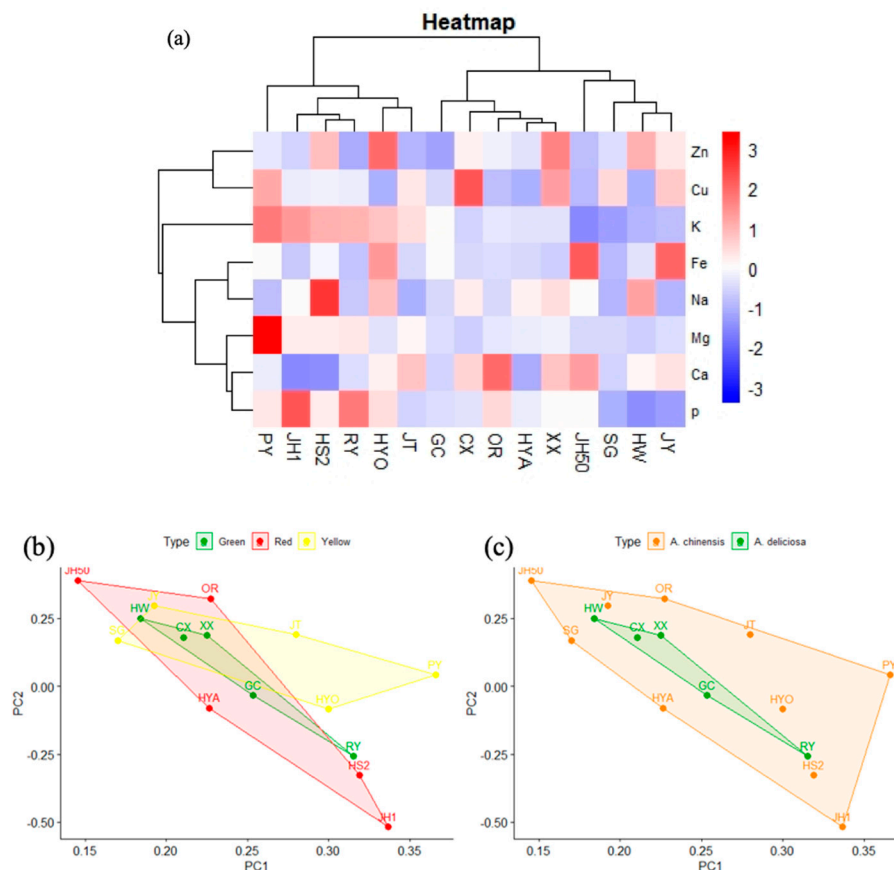 (a)
Heatmap
Zn
Cu
K
Fe
Na
Mg
Ca
p
3
2
1
0
-1
-2
-3
PY JH1 HS2 RY HYO JT GC CX OR HYA XX JH50 SG HW JY
(b)
Type Green Red Yellow
JH50
OR
JY
HW
CX XX
JT
SG
PY
GC
HYA
HYO
RY
HS2
JH1
PC2
0.25
0.00
-0.25
-0.50
0.15 0.20 0.25 0.30 0.35
PC1
(c)
Type A. chinensis A. deliciosa
JH50
OR
JY
HW
CX XX
JT
SG
PY
GC
HYA
HYO
RY
HS2
JH1
PC2
0.25
0.00
-0.25
-0.50
0.15 0.20 0.25 0.30 0.35
PC1